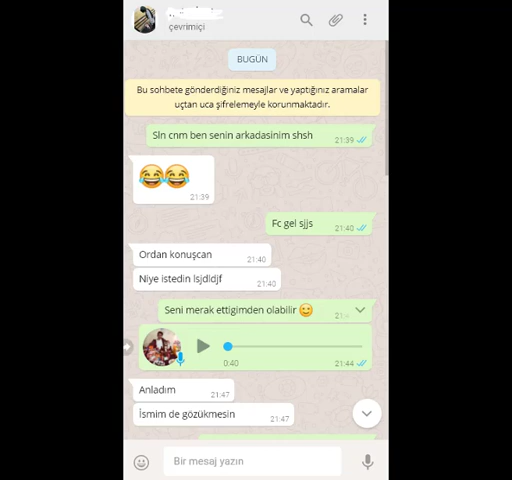 çevrimiçi
BUGÜN
Bu sohbete gönderdiğiniz mesajlar ve yaptığınız aramalar
uçtan uca şifrelemeyle korunmaktadır.
Sln cnm ben senin arkadasinim shsh
21:39
😂😂
21:39
Fc gel sjjs
21:40
Ordan konuşcan
21:40
Niye istedin lsjdldjf
21:40
Seni merak ettigimden olabilir 😉
0:40
21:44
Anladım
21:47
İsmim de gözükmesin
21:47
Bir mesaj yazın